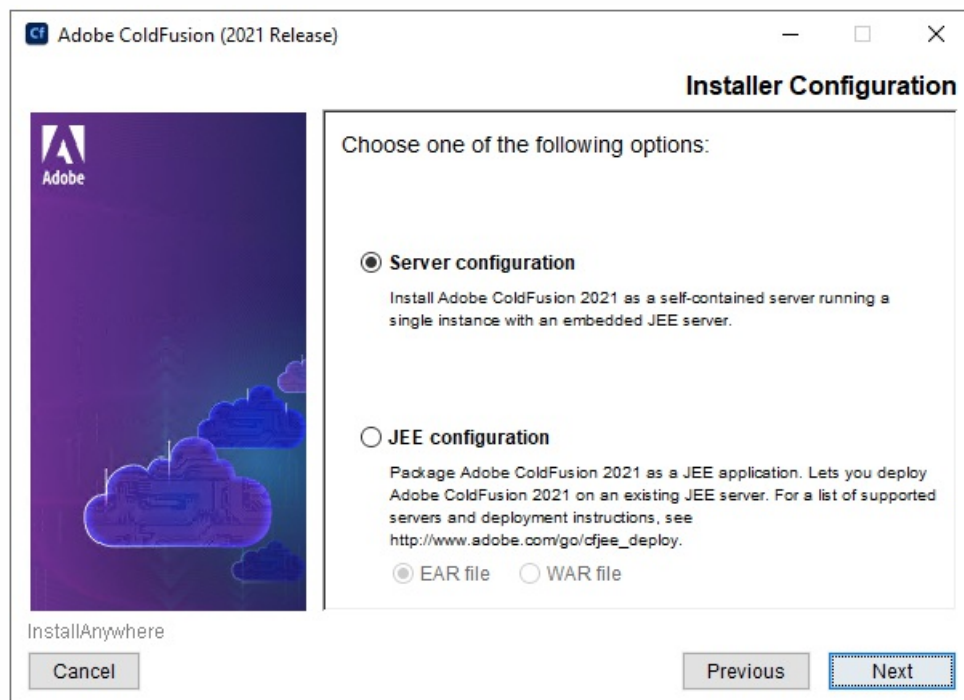 Cf Adobe ColdFusion (2021 Release)
Installer Configuration
Adobe
Choose one of the following options:
Server configuration
Install Adobe ColdFusion 2021 as a self-contained server running a
single instance with an embedded JEE server.
JEE configuration
Package Adobe ColdFusion 2021 as a JEE application. Lets you deploy
Adobe ColdFusion 2021 on an existing JEE server. For a list of supported
servers and deployment instructions, see
http://www.adobe.com/go/cfjee_deploy.
EAR file WAR file
InstallAnywhere
Cancel Previous Next